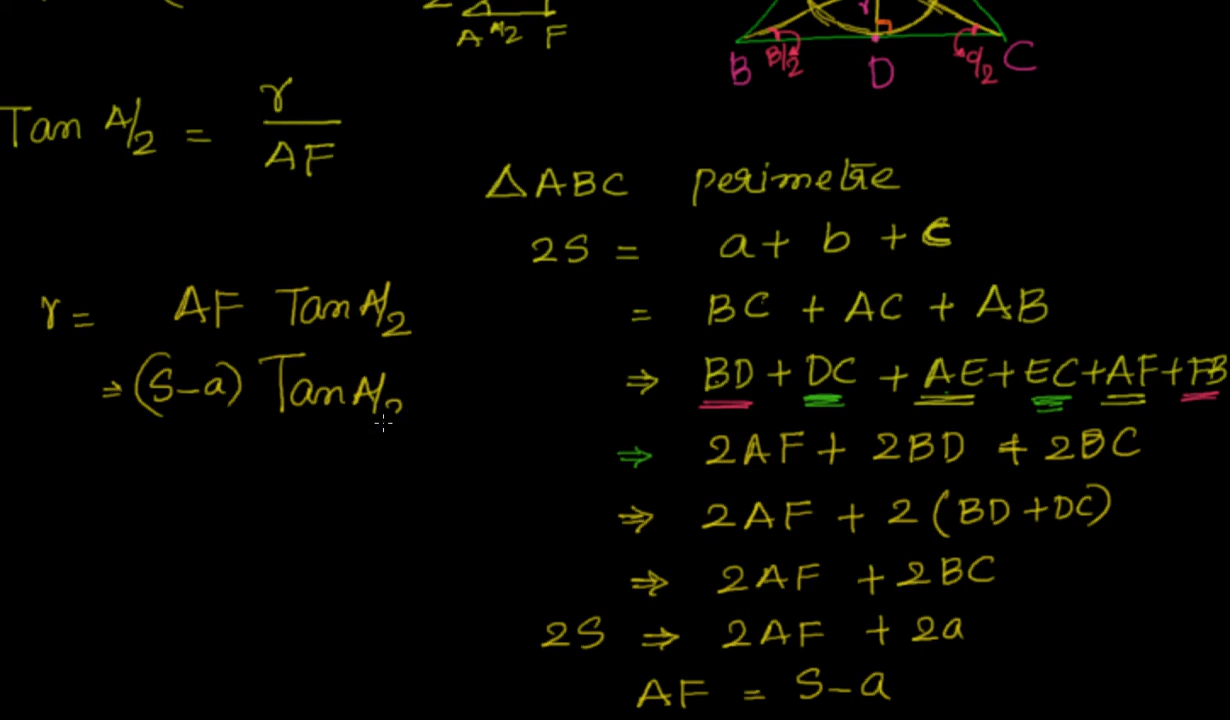 A A/2 F
r
B B/2 D C/2 C
Tan A/2 = r / AF
△ABC perimetre
2S = a + b + c
= BC + AC + AB
⇒ BD + DC + AE + EC + AF + FB
⇒ 2AF + 2BD + 2BC
⇒ 2AF + 2 (BD + DC)
⇒ 2AF + 2BC
2S ⇒ 2AF + 2a
AF = S - a
r = AF Tan A/2
⇒ (S - a) Tan A/2